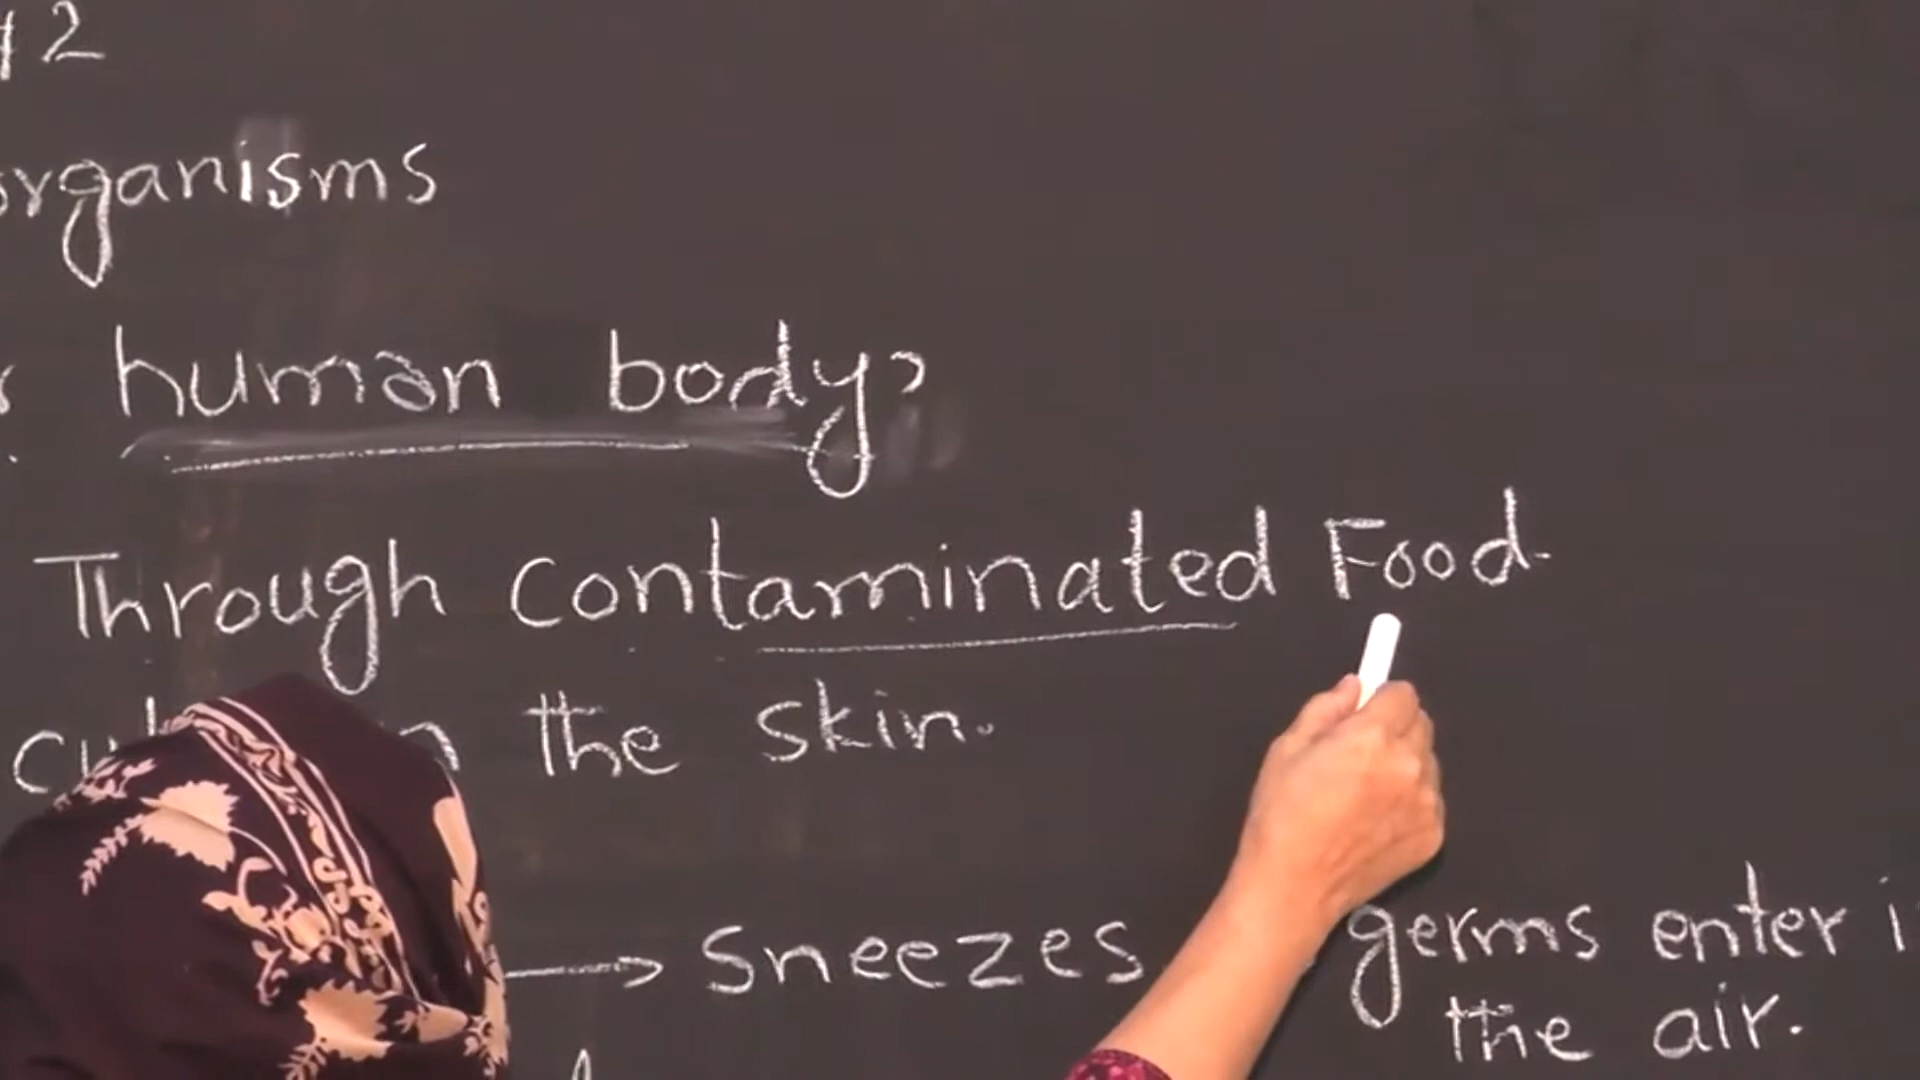 2
organisms
human body?
Through contaminated Food.
the skin.
→ Sneezes germs enter
the air.